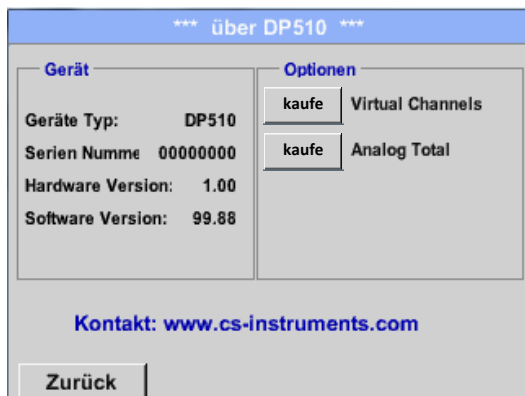 *** über DP510 ***
Gerät
Geräte Typ: DP510
Serien Numme 00000000
Hardware Version: 1.00
Software Version: 99.88
Optionen
kaufe Virtual Channels
kaufe Analog Total
Kontakt: www.cs-instruments.com
Zurück